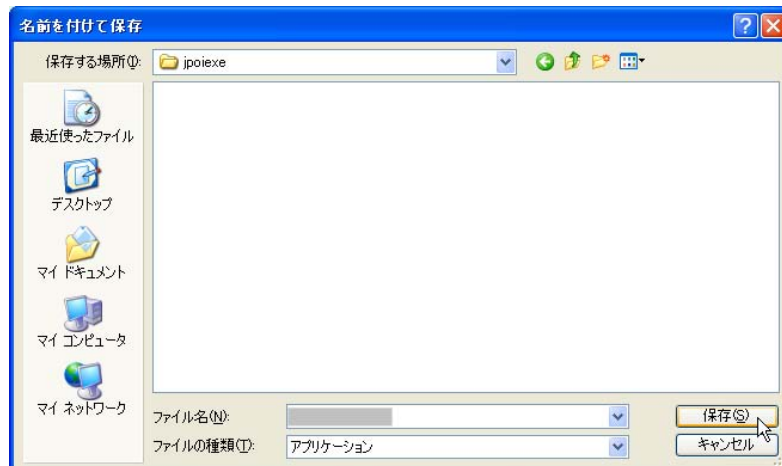 名前を付けて保存
保存する場所(I):
jpoiexe
最近使ったファイル
デスクトップ
マイ ドキュメント
マイ コンピュータ
マイ ネットワーク
ファイル名(N):
保存(S)
ファイルの種類(T):
アプリケーション
キャンセル